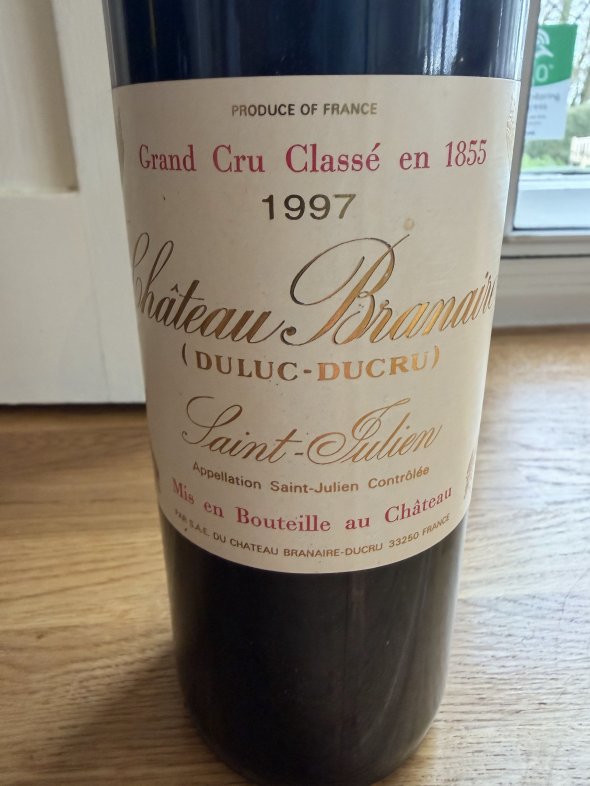 PRODUCE OF FRANCE
Grand Cru Classé en 1855
1997
Château Branaire
(DULUC-DUCRU)
Saint-Julien
Appellation Saint-Julien Contrôlée
Mis en Bouteille au Château
PAR S.A.E. DU CHATEAU BRANAIRE-DUCRU 33250 FRANCE